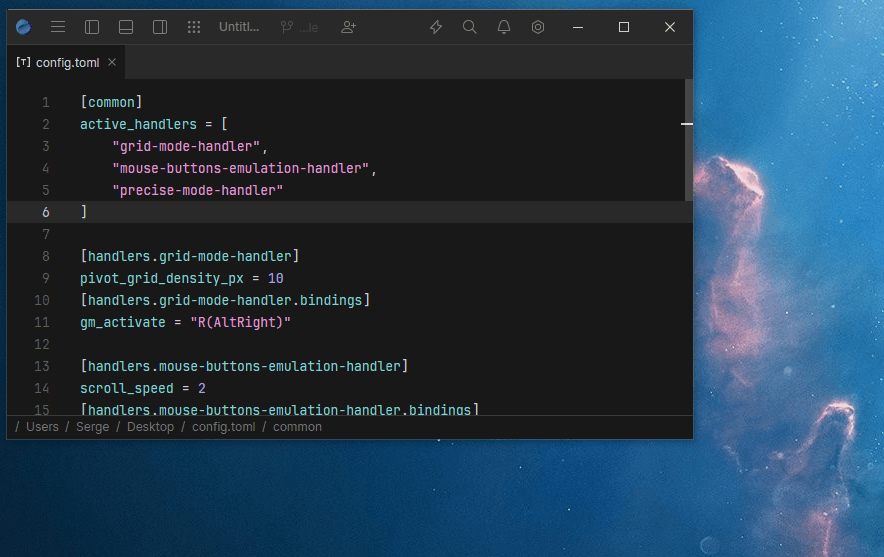 Untitl... ...le
[T] config.toml
1 [common]
2 active_handlers = [
3 "grid-mode-handler",
4 "mouse-buttons-emulation-handler",
5 "precise-mode-handler"
6 ]
7
8 [handlers.grid-mode-handler]
9 pivot_grid_density_px = 10
10 [handlers.grid-mode-handler.bindings]
11 gm_activate = "R(AltRight)"
12
13 [handlers.mouse-buttons-emulation-handler]
14 scroll_speed = 2
15 [handlers.mouse-buttons-emulation-handler.bindings]
/ Users / Serge / Desktop / config.toml / common